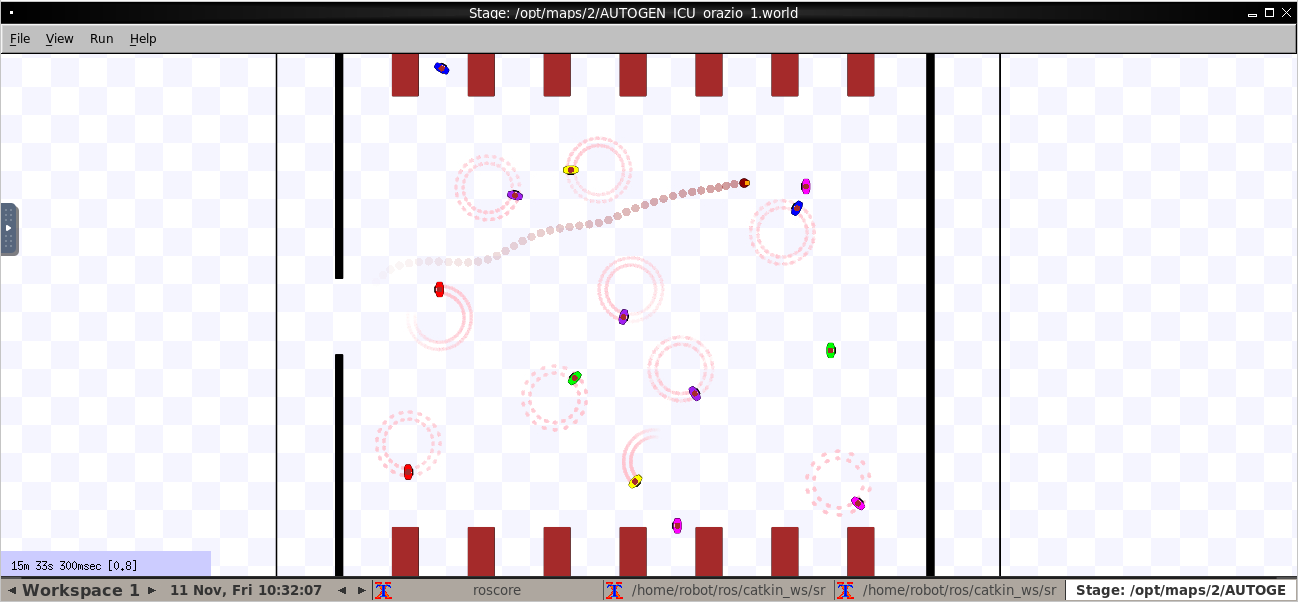 Stage: /opt/maps/2/AUTOGEN_ICU_orazio_1.world
File View Run Help
15m 33s 300msec [0.8]
Workspace 1 11 Nov, Fri 10:32:07 roscore /home/robot/ros/catkin_ws/sr /home/robot/ros/catkin_ws/sr Stage: /opt/maps/2/AUTOGE